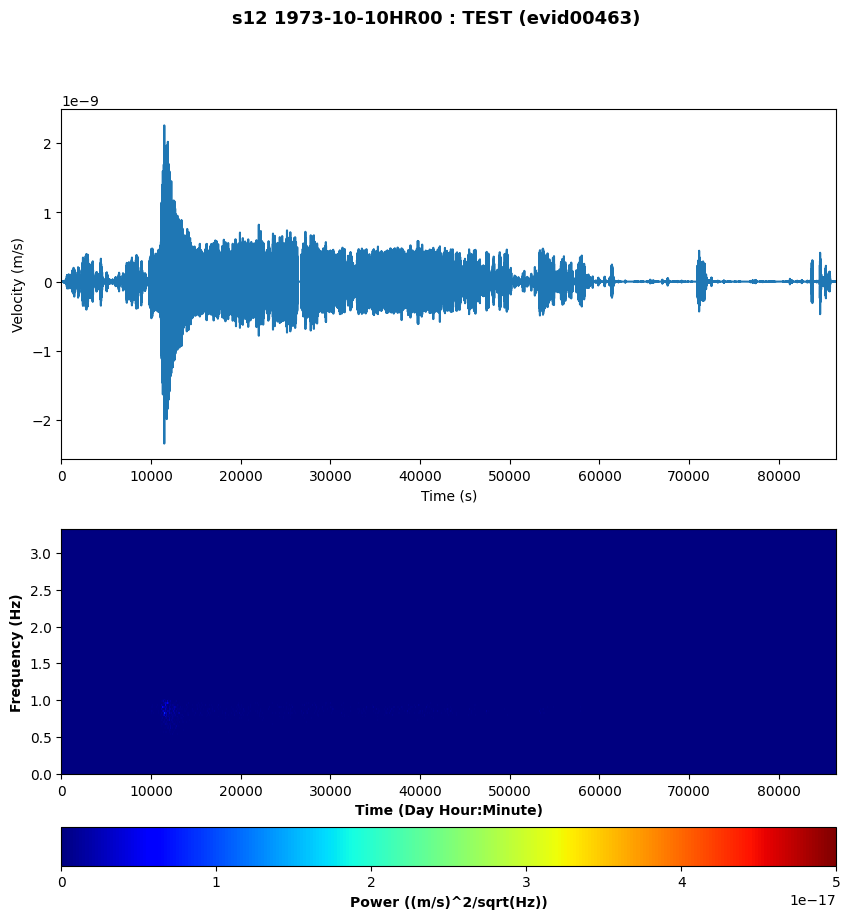 s12 1973-10-10HR00 : TEST (evid00463)
1e−9
2
1
0
−1
−2
Velocity (m/s)
0 10000 20000 30000 40000 50000 60000 70000 80000
Time (s)
3.0
2.5
2.0
1.5
1.0
0.5
0.0
Frequency (Hz)
0 10000 20000 30000 40000 50000 60000 70000 80000
Time (Day Hour:Minute)
0 1 2 3 4 5
1e−17
Power ((m/s)^2/sqrt(Hz))